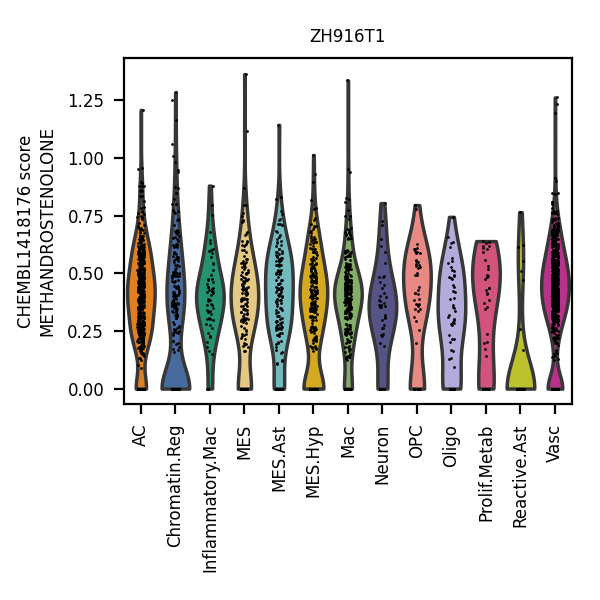 ZH916T1
CHEMBL1418176 score
METHANDROSTENOLONE
1.25
1.00
0.75
0.50
0.25
0.00
AC
Chromatin.Reg
Inflammatory.Mac
MES
MES.Ast
MES.Hyp
Mac
Neuron
OPC
Oligo
Prolif.Metab
Reactive.Ast
Vasc